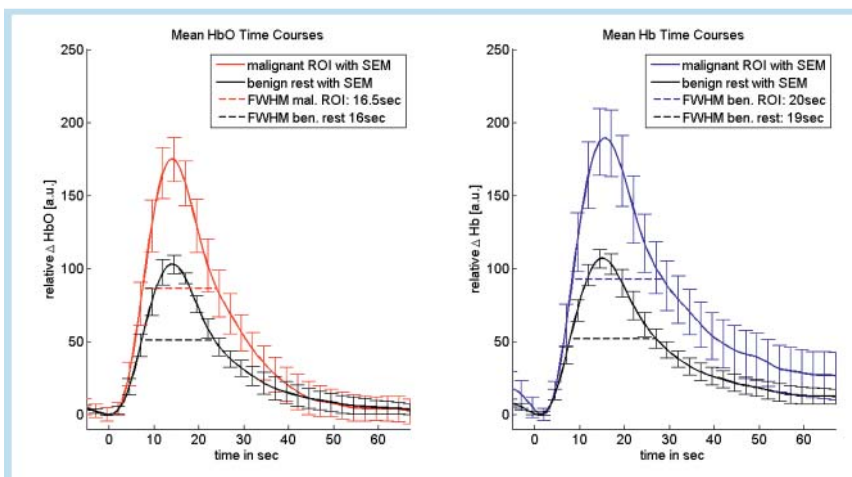 Mean HbO Time Courses
250
200
150
100
50
0
relative Δ HbO [a.u.]
malignant ROI with SEM
benign rest with SEM
FWHM mal. ROI: 16.5sec
FWHM ben. rest 16sec
0 10 20 30 40 50 60
time in sec
Mean Hb Time Courses
250
200
150
100
50
0
relative Δ Hb [a.u.]
malignant ROI with SEM
benign rest with SEM
FWHM ben. ROI: 20sec
FWHM ben. rest: 19sec
0 10 20 30 40 50 60
time in sec